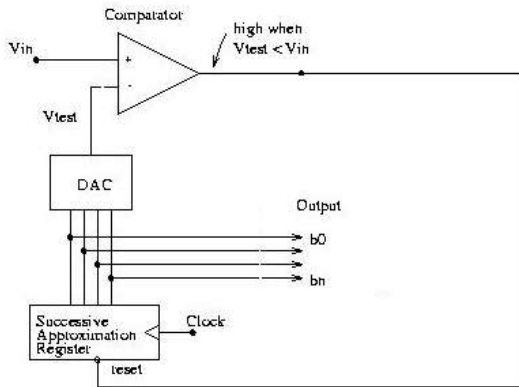 Comparator
high when
Vtest < Vin
Vin
+
-
Vtest
DAC
Output
b0
bn
Successive
Approximation
Register
Clock
reset